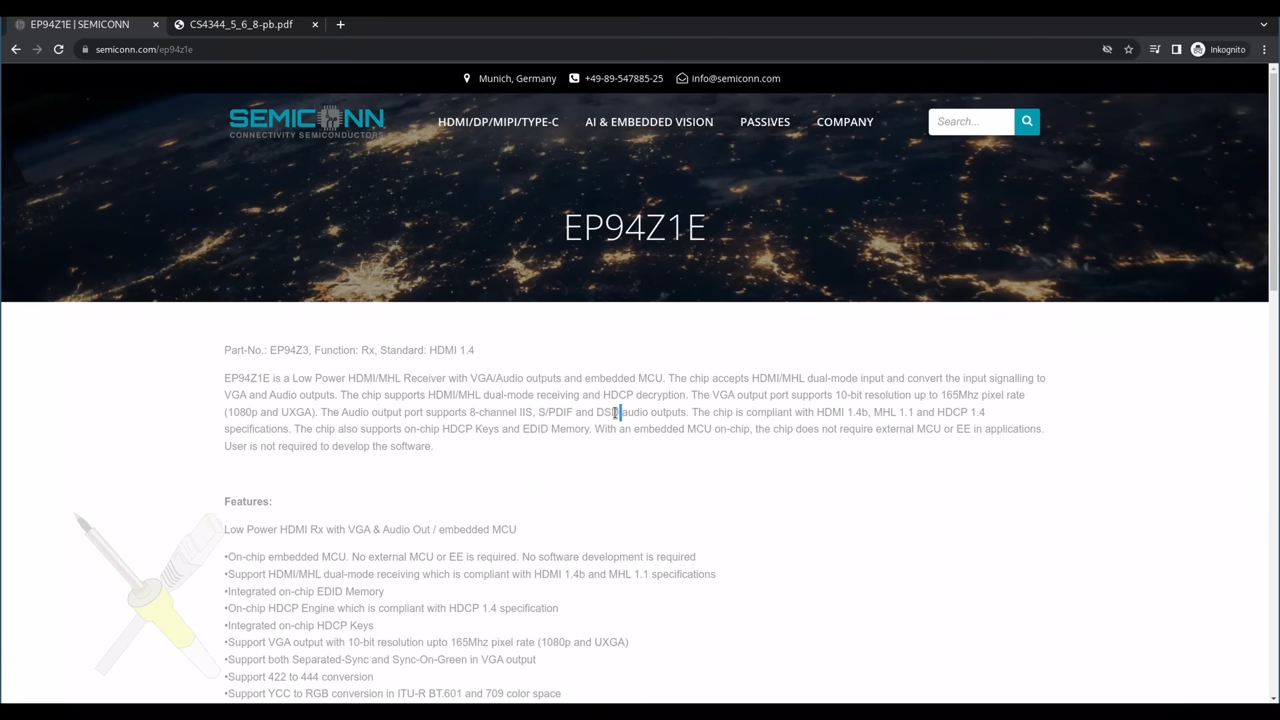 EP94Z1E | SEMICONN
CS4344_5_6_8-pb.pdf
semiconn.com/ep94z1e
Inkognito
Munich, Germany
+49-89-547885-25
info@semiconn.com
SEMICONN
CONNECTIVITY SEMICONDUCTORS
HDMI/DP/MIPI/TYPE-C
AI & EMBEDDED VISION
PASSIVES
COMPANY
Search...
EP94Z1E
Part-No.: EP94Z3, Function: Rx, Standard: HDMI 1.4
EP94Z1E is a Low Power HDMI/MHL Receiver with VGA/Audio outputs and embedded MCU. The chip accepts HDMI/MHL dual-mode input and convert the input signalling to
VGA and Audio outputs. The chip supports HDMI/MHL dual-mode receiving and HDCP decryption. The VGA output port supports 10-bit resolution up to 165Mhz pixel rate
(1080p and UXGA). The Audio output port supports 8-channel IIS, S/PDIF and DSD audio outputs. The chip is compliant with HDMI 1.4b, MHL 1.1 and HDCP 1.4
specifications. The chip also supports on-chip HDCP Keys and EDID Memory. With an embedded MCU on-chip, the chip does not require external MCU or EE in applications.
User is not required to develop the software.
Features:
Low Power HDMI Rx with VGA & Audio Out / embedded MCU
•On-chip embedded MCU. No external MCU or EE is required. No software development is required
•Support HDMI/MHL dual-mode receiving which is compliant with HDMI 1.4b and MHL 1.1 specifications
•Integrated on-chip EDID Memory
•On-chip HDCP Engine which is compliant with HDCP 1.4 specification
•Integrated on-chip HDCP Keys
•Support VGA output with 10-bit resolution upto 165Mhz pixel rate (1080p and UXGA)
•Support both Separated-Sync and Sync-On-Green in VGA output
•Support 422 to 444 conversion
•Support YCC to RGB conversion in ITU-R BT.601 and 709 color space